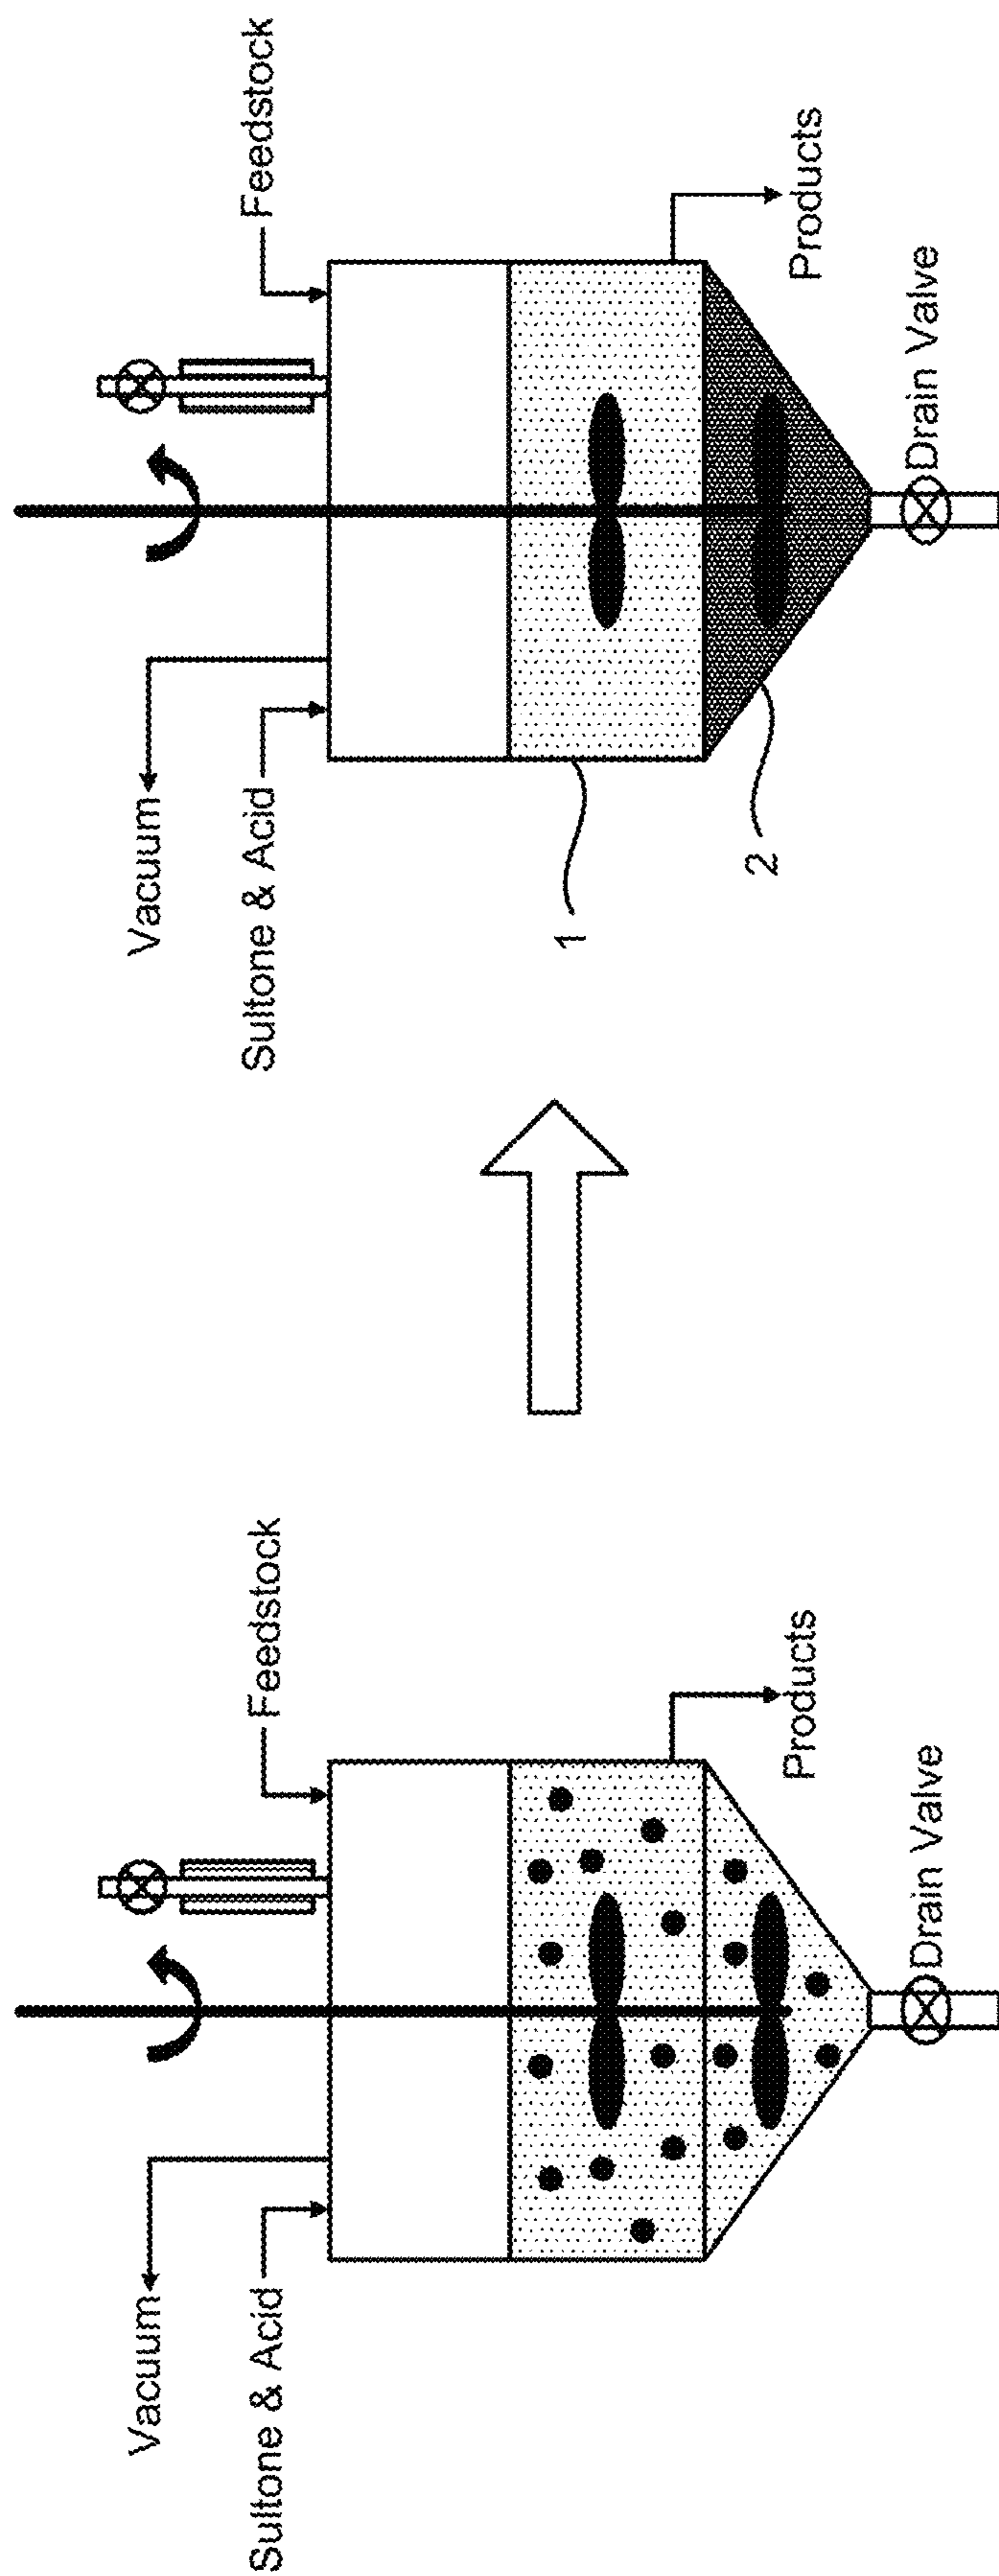 Vacuum
Sultone & Acid
Feedstock
Products
Drain Valve
Vacuum
Sultone & Acid
Feedstock
1
2
Products
Drain Valve